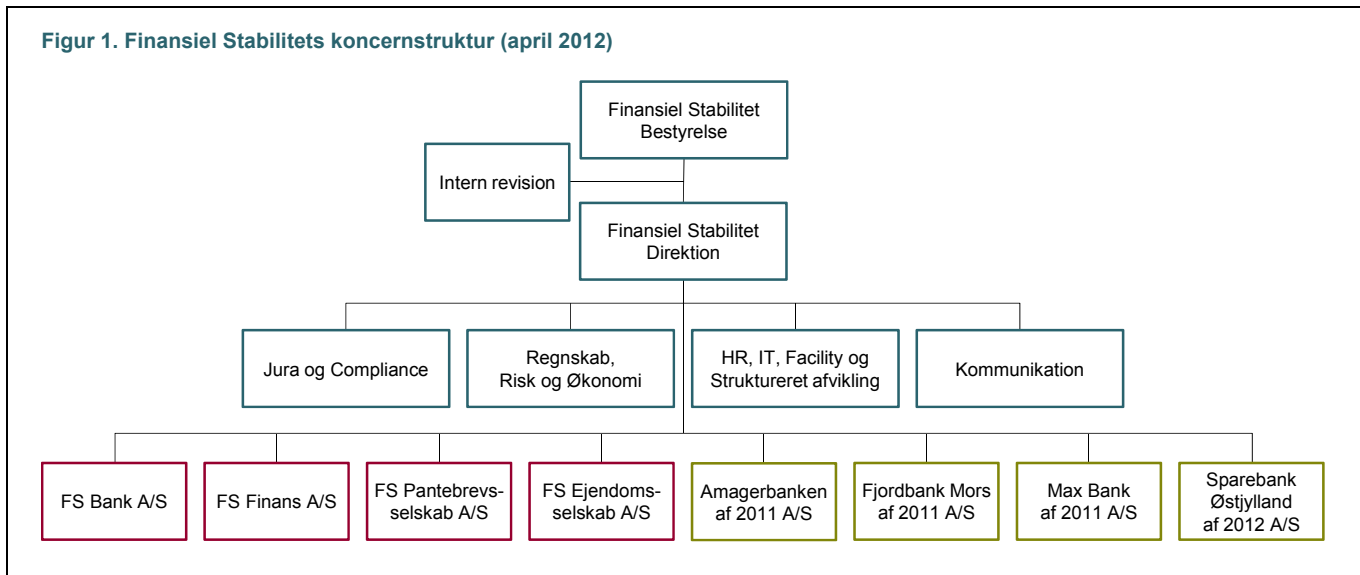 Figur 1. Finansiel Stabilitets koncernstruktur (april 2012)
Finansiel Stabilitet
Bestyrelse
Intern revision
Finansiel Stabilitet
Direktion
Jura og Compliance
Regnskab,
Risk og Økonomi
HR, IT, Facility og
Struktureret afvikling
Kommunikation
FS Bank A/S
FS Finans A/S
FS Pantebrevs-
selskab A/S
FS Ejendoms-
selskab A/S
Amagerbanken
af 2011 A/S
Fjordbank Mors
af 2011 A/S
Max Bank
af 2011 A/S
Sparebank
Østjylland
af 2012 A/S